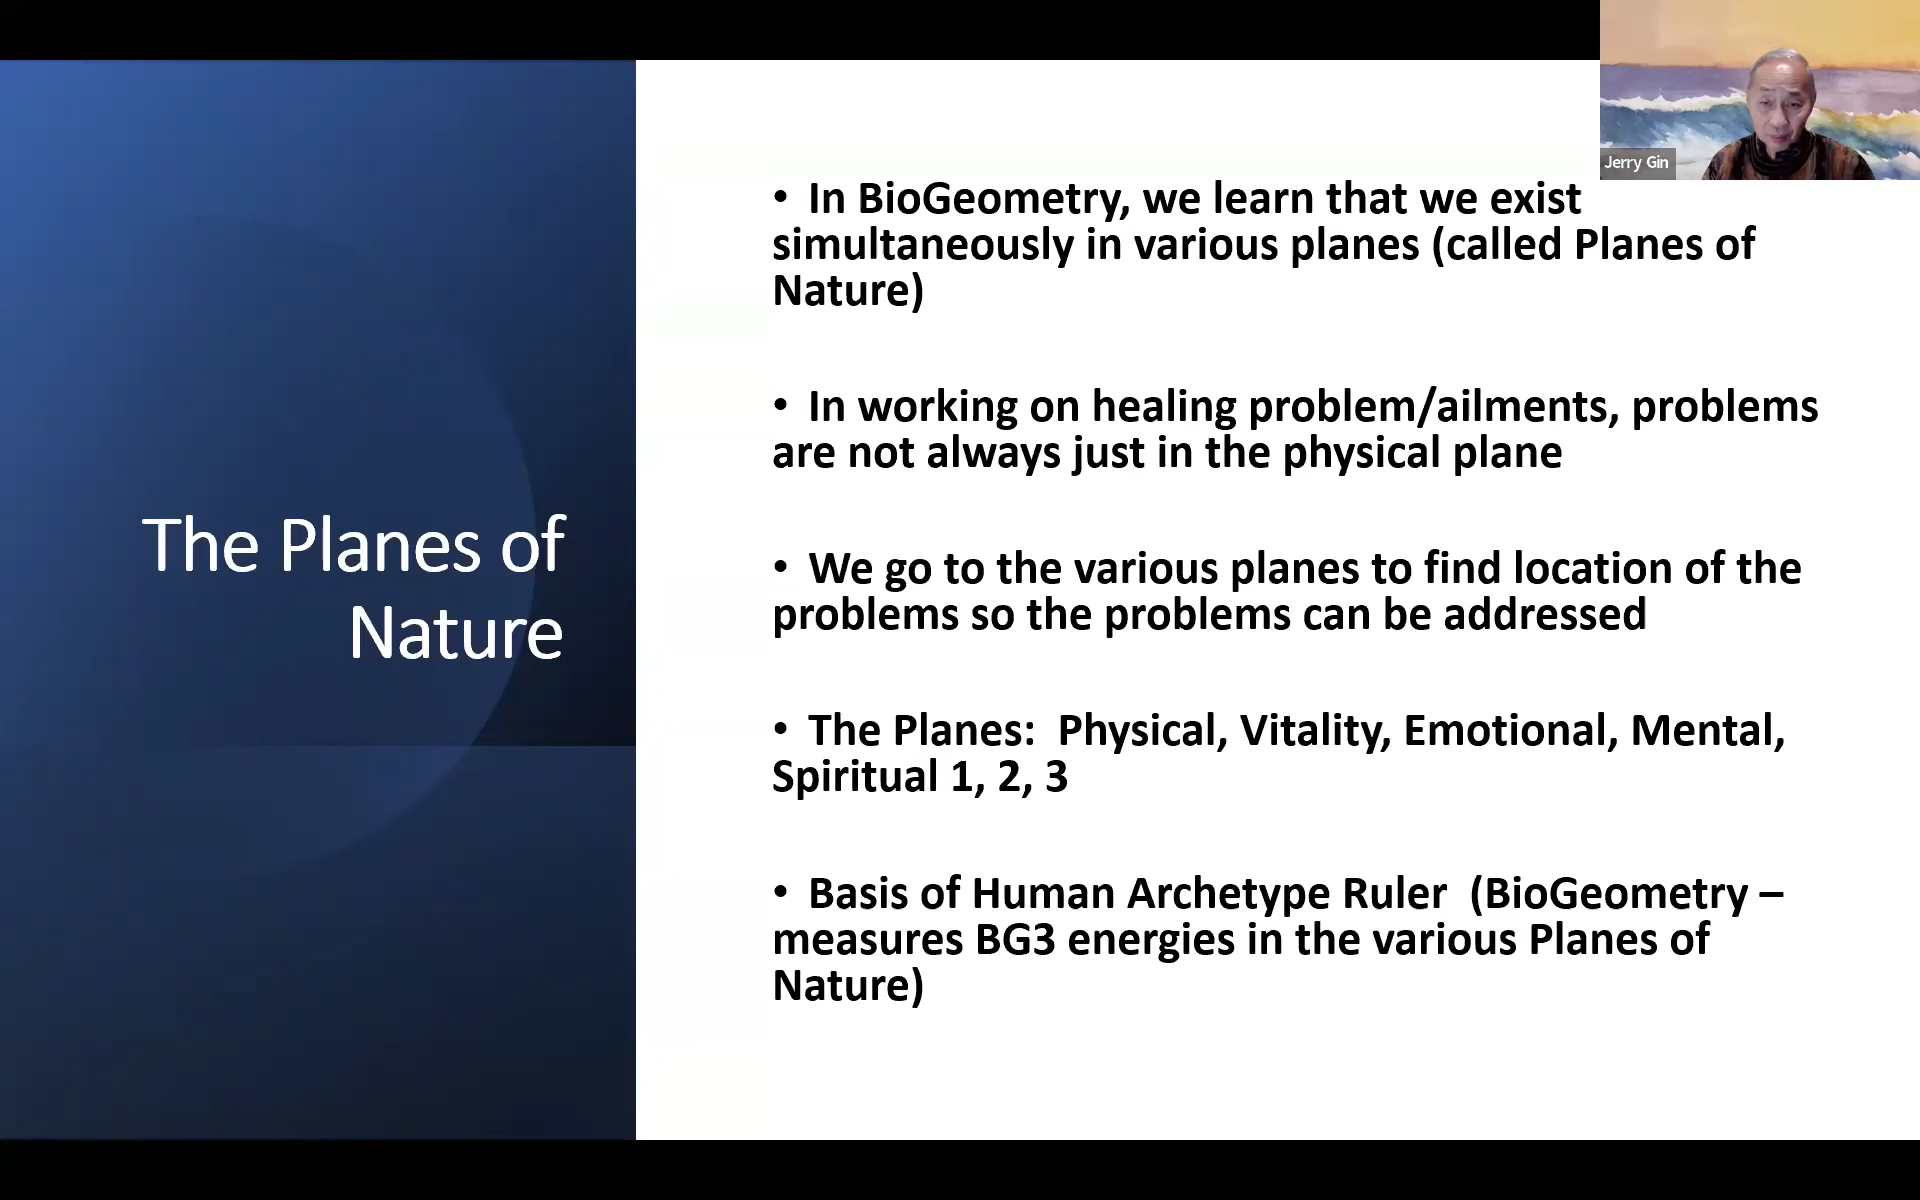 The Planes of
Nature
• In BioGeometry, we learn that we exist
simultaneously in various planes (called Planes of
Nature)
• In working on healing problem/ailments, problems
are not always just in the physical plane
• We go to the various planes to find location of the
problems so the problems can be addressed
• The Planes:  Physical, Vitality, Emotional, Mental,
Spiritual 1, 2, 3
• Basis of Human Archetype Ruler  (BioGeometry –
measures BG3 energies in the various Planes of
Nature)
Jerry Gin